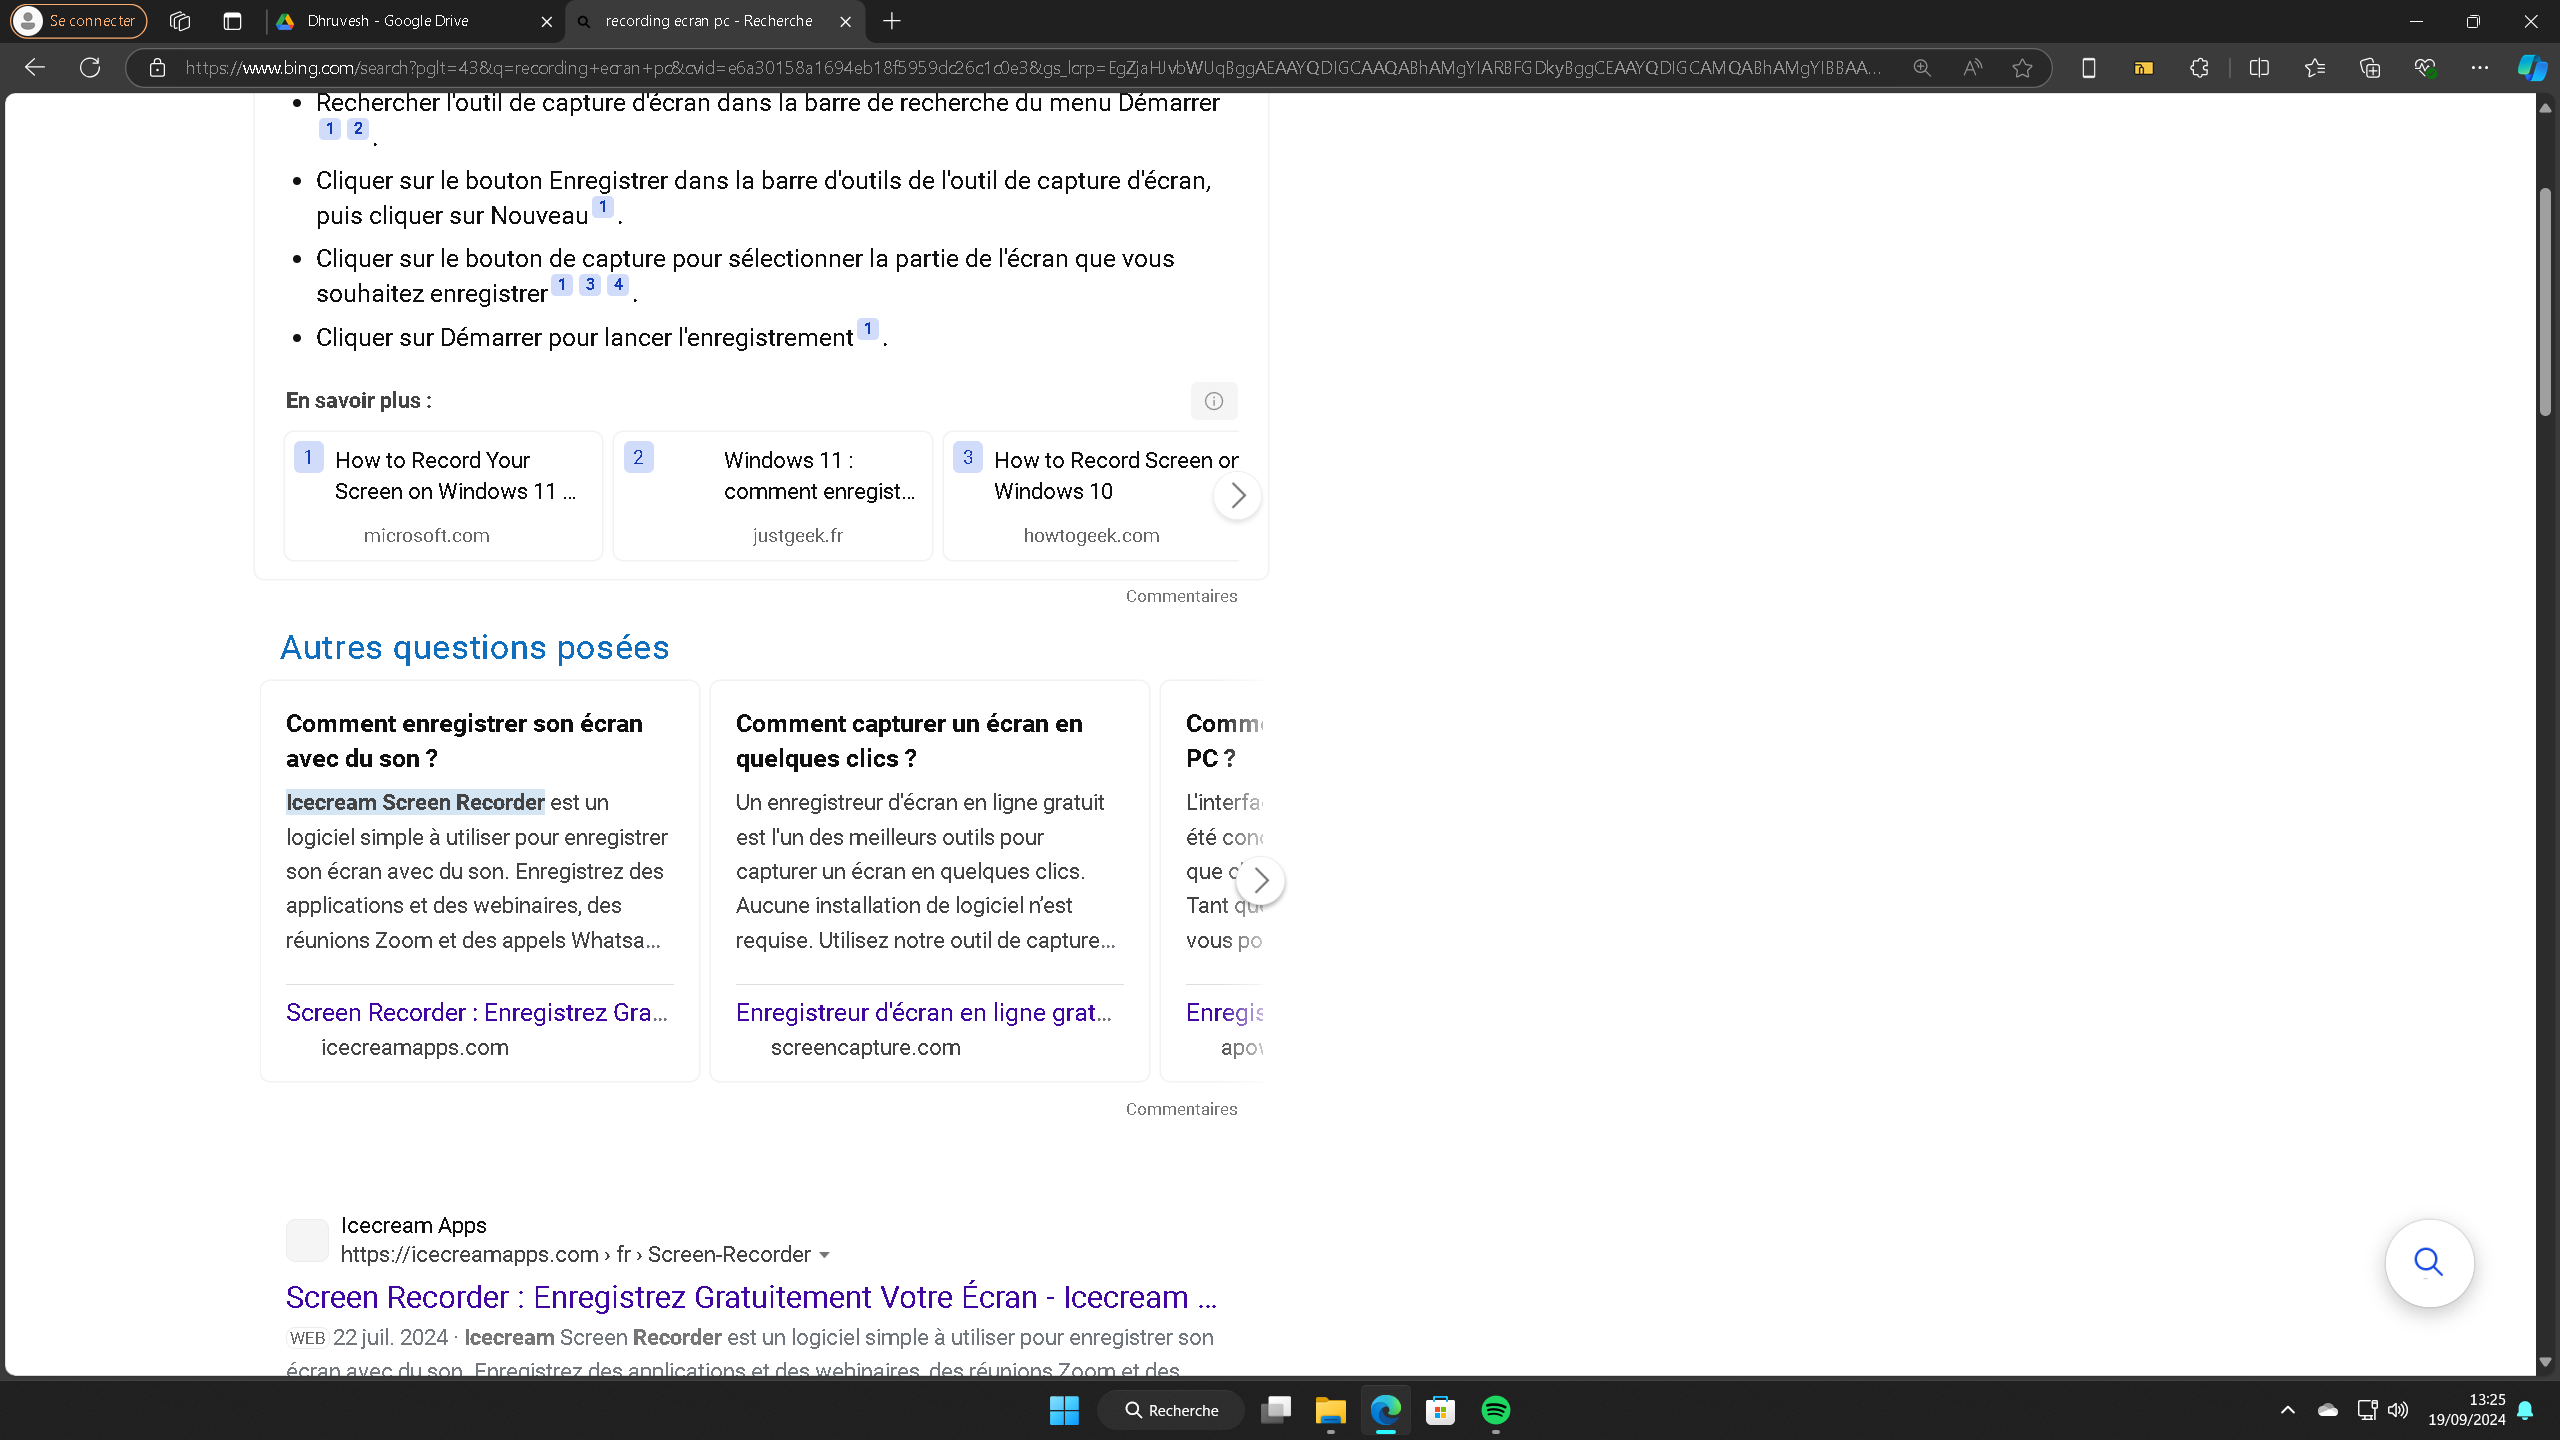 Se connecter
Dhruvesh - Google Drive
recording ecran pc - Recherche
https://www.bing.com/search?pglt=43&q=recording+ecran+pc&cvid=e6a30158a1694eb18f5959dc26c1c0e3&gs_lcrp=EgZjaHJvbWUqBggAEAAYQDIGCAAQABhAMgYIARBFGDkyBggCEAAYQDIGCAMQABhAMgYIBBAA...
Rechercher l'outil de capture d'écran dans la barre de recherche du menu Démarrer
1 2 .
Cliquer sur le bouton Enregistrer dans la barre d'outils de l'outil de capture d'écran,
puis cliquer sur Nouveau 1 .
Cliquer sur le bouton de capture pour sélectionner la partie de l'écran que vous
souhaitez enregistrer 1 3 4 .
Cliquer sur Démarrer pour lancer l'enregistrement 1 .
En savoir plus :
1 How to Record Your
Screen on Windows 11 ...
microsoft.com
2 Windows 11 :
comment enregist...
justgeek.fr
3 How to Record Screen or
Windows 10
howtogeek.com
Commentaires
Autres questions posées
Comment enregistrer son écran
avec du son ?
Icecream Screen Recorder est un
logiciel simple à utiliser pour enregistrer
son écran avec du son. Enregistrez des
applications et des webinaires, des
réunions Zoom et des appels Whatsa...
Screen Recorder : Enregistrez Gra...
icecreamapps.com
Comment capturer un écran en
quelques clics ?
Un enregistreur d'écran en ligne gratuit
est l'un des meilleurs outils pour
capturer un écran en quelques clics.
Aucune installation de logiciel n’est
requise. Utilisez notre outil de capture...
Enregistreur d'écran en ligne grat...
screencapture.com
Comme
PC ?
L'interfa
été conç
que c
Tant que
vous po
Enregis
apow
Commentaires
Icecream Apps
https://icecreamapps.com › fr › Screen-Recorder
Screen Recorder : Enregistrez Gratuitement Votre Écran - Icecream ...
WEB 22 juil. 2024 · Icecream Screen Recorder est un logiciel simple à utiliser pour enregistrer son
écran avec du son. Enregistrez des applications et des webinaires, des réunions Zoom et des
Recherche
13:25
19/09/2024